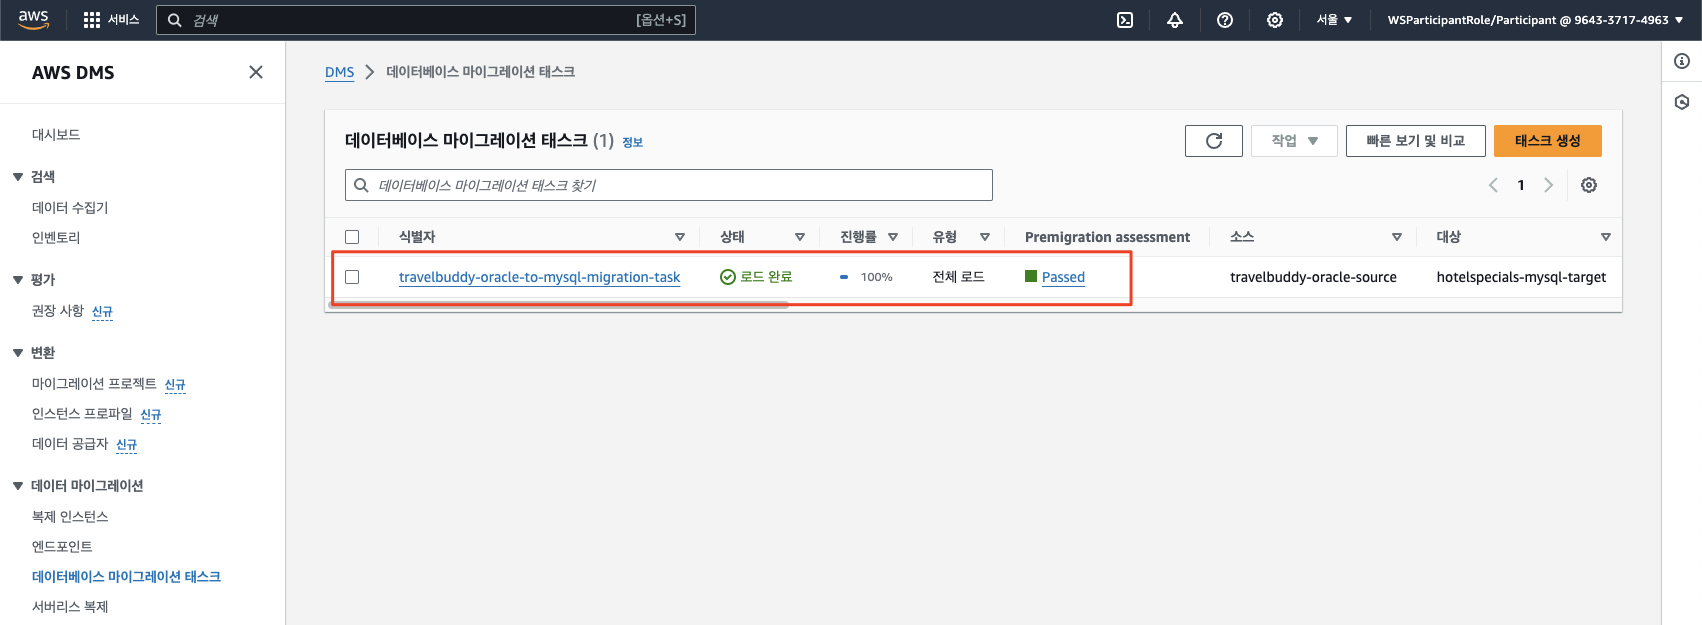 aws
서비스
검색
[옵션+S]
서울
WSParticipantRole/Participant @ 9643-3717-4963
AWS DMS
대시보드
검색
데이터 수집기
인벤토리
평가
권장 사항 신규
변환
마이그레이션 프로젝트 신규
인스턴스 프로파일 신규
데이터 공급자 신규
데이터 마이그레이션
복제 인스턴스
엔드포인트
데이터베이스 마이그레이션 태스크
서버리스 복제
DMS
데이터베이스 마이그레이션 태스크
데이터베이스 마이그레이션 태스크 (1) 정보
작업
빠른 보기 및 비교
태스크 생성
데이터베이스 마이그레이션 태스크 찾기
1
식별자 상태 진행률 유형 Premigration assessment 소스 대상
travelbuddy-oracle-to-mysql-migration-task 로드 완료 100% 전체 로드 Passed travelbuddy-oracle-source hotelspecials-mysql-target